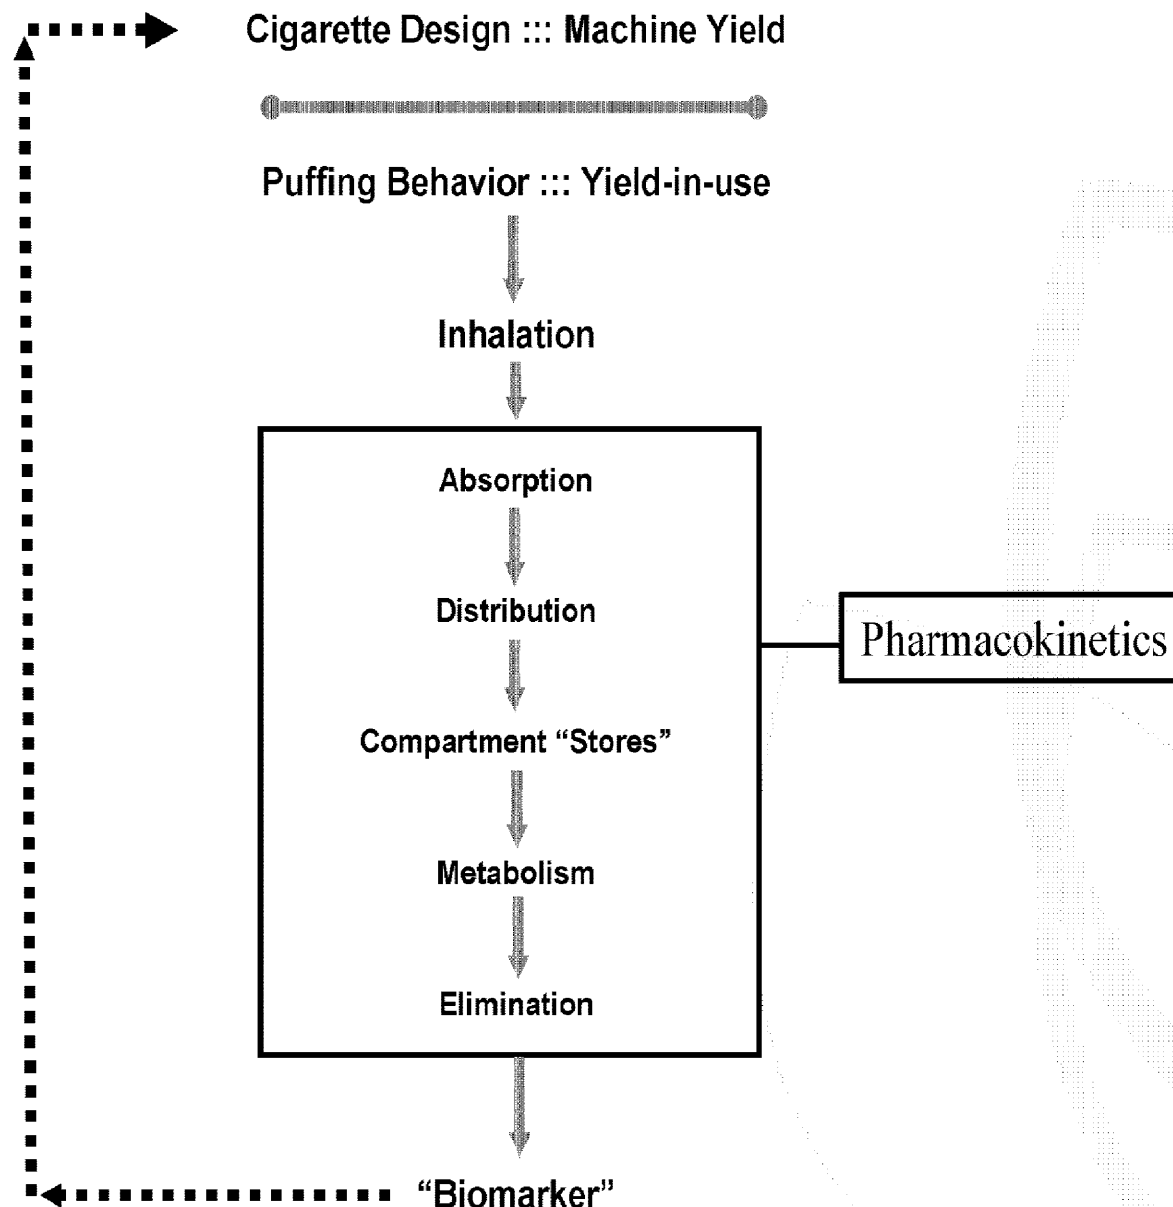 Cigarette Design ::: Machine Yield
Puffing Behavior ::: Yield-in-use
Inhalation
Absorption
Distribution
Compartment “Stores”
Metabolism
Elimination
Pharmacokinetics
“Biomarker”